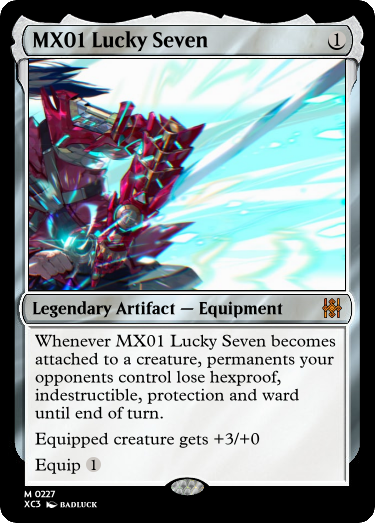 MX01 Lucky Seven 1
Legendary Artifact — Equipment
Whenever MX01 Lucky Seven becomes
attached to a creature, permanents your
opponents control lose hexproof,
indestructible, protection and ward
until end of turn.
Equipped creature gets +3/+0
Equip 1
M 0227
XC3 BADLUCK